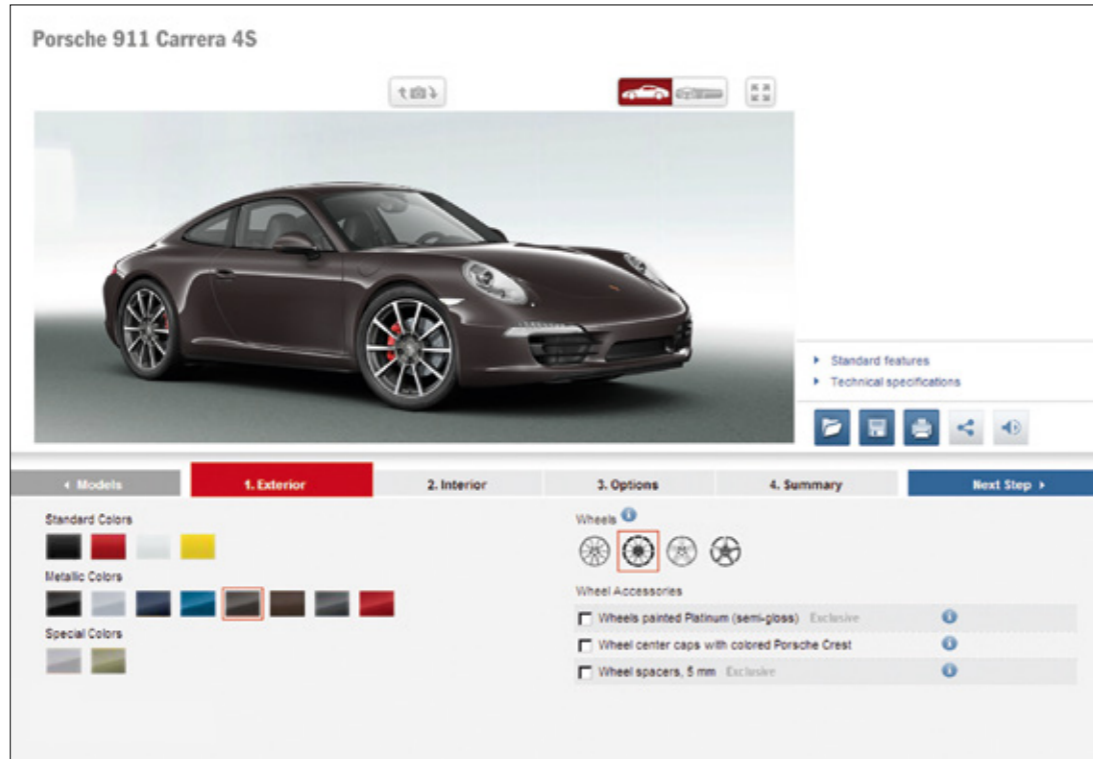 Porsche 911 Carrera 4S
Standard features
Technical specifications
Models
1. Exterior
2. Interior
3. Options
4. Summary
Next Step
Standard Colors
Metallic Colors
Special Colors
Wheels
Wheel Accessories
Wheels painted Platinum (semi-gloss) Exclusive
Wheel center caps with colored Porsche Crest
Wheel spacers, 5 mm Exclusive